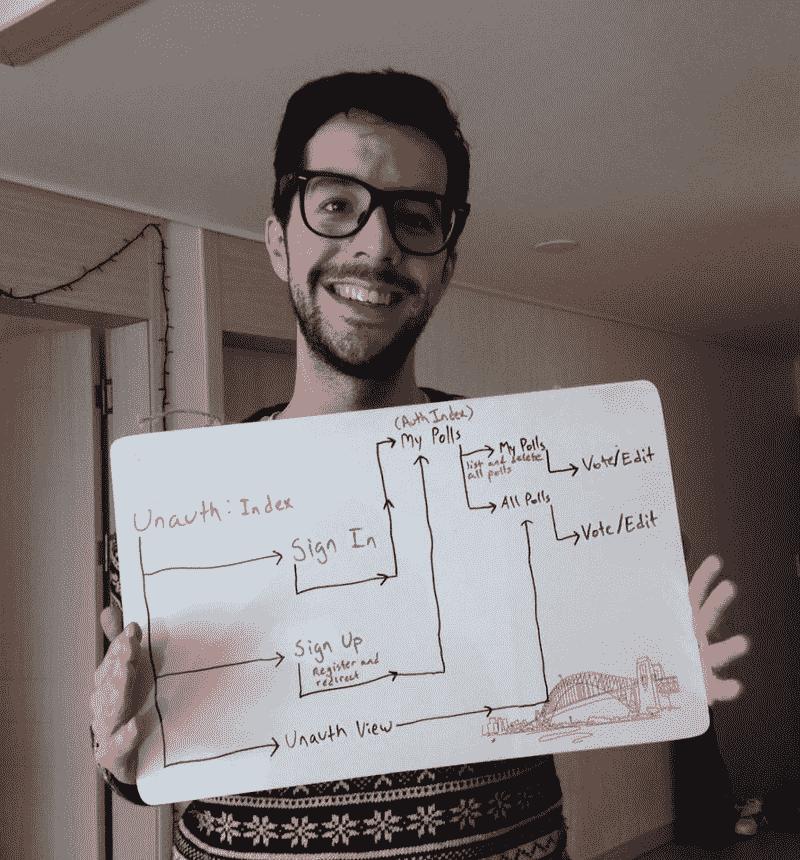 (Auth Index)
My Polls
My Polls
list and delete
all polls
Vote/Edit
All Polls
Vote/Edit
Unauth: Index
Sign In
Sign Up
Register and
redirect
Unauth View